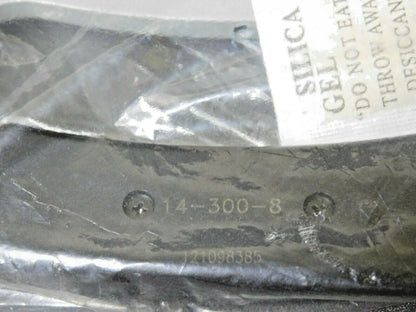 SILICA
GEL
"DO NOT EAT
THROW AWAY
DESICCANT
14-300-8
121098385